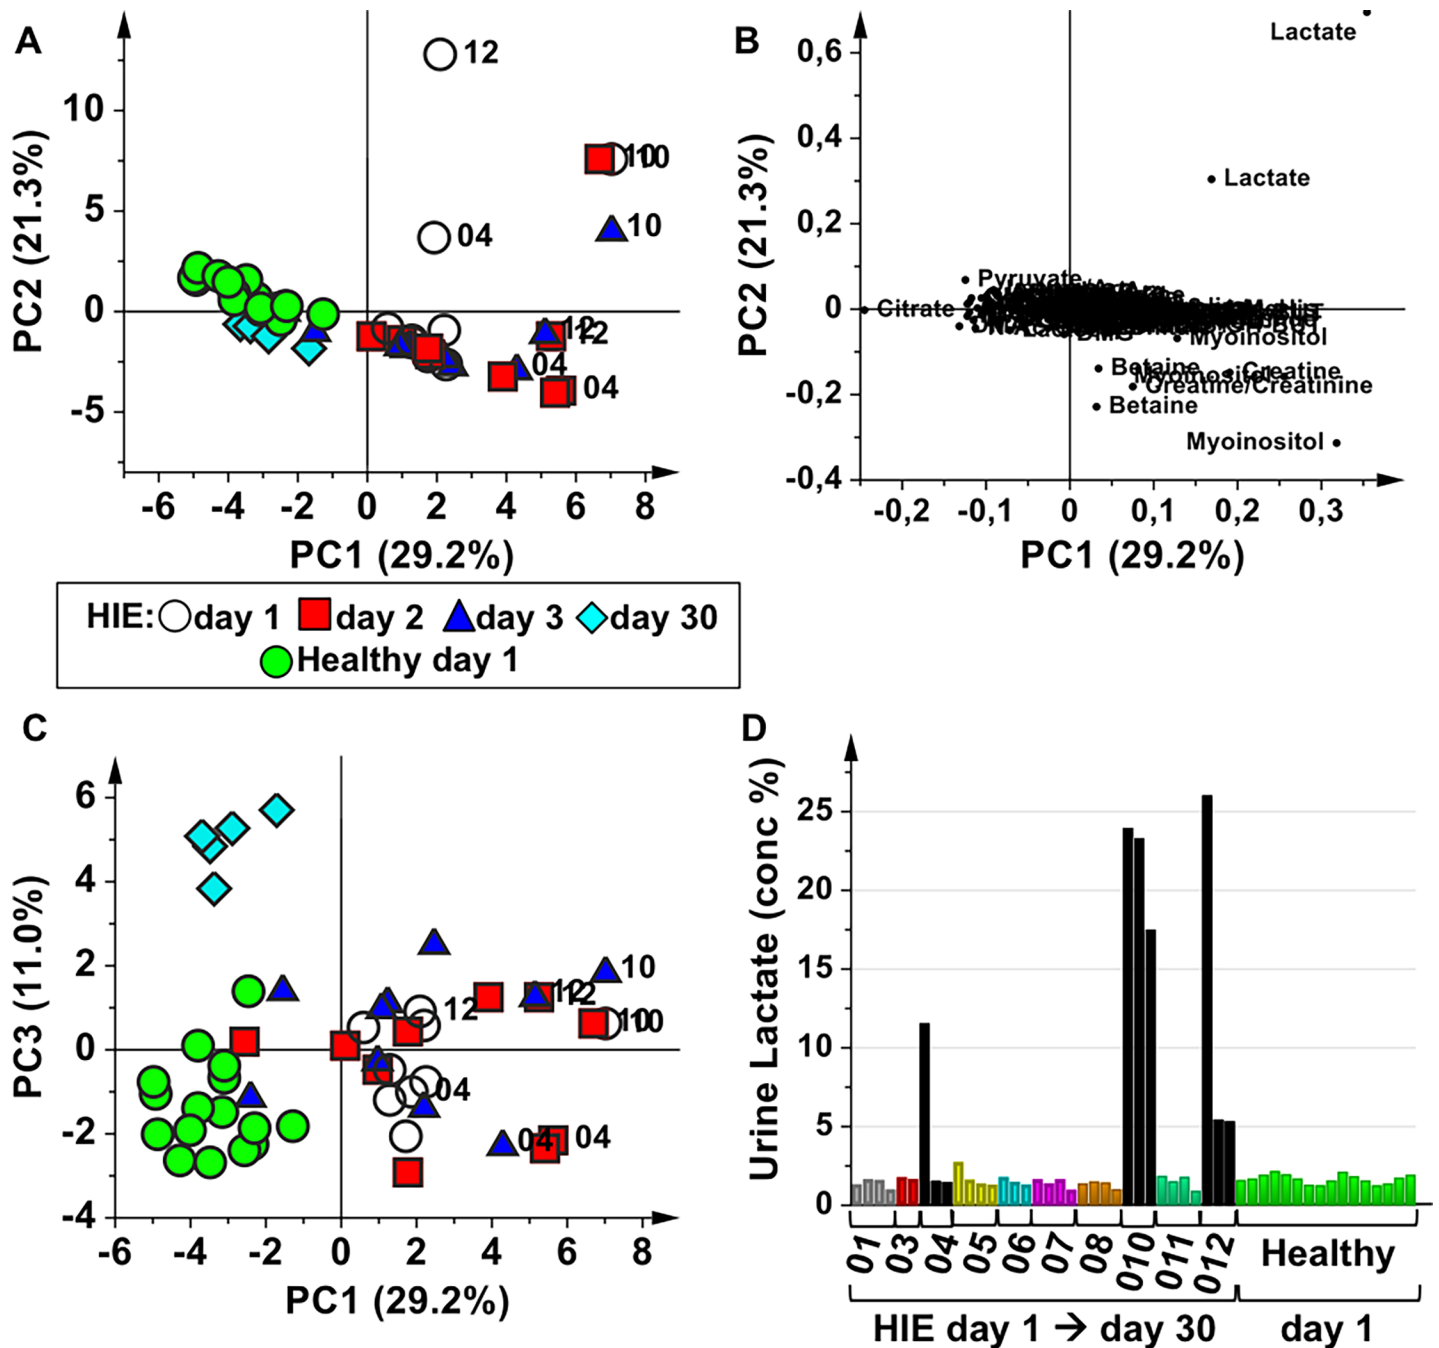 A
PC2 (21.3%)
10
5
0
-5
12
10
10
10
04
12
12
04
04
-6 -4 -2 0 2 4 6 8
PC1 (29.2%)
B
PC2 (21.3%)
0,6
0,4
0,2
0
-0,2
-0,4
Lactate
Lactate
Pyruvate
Citrate
Myoinositol
Betaine
Creatine
Creatine/Creatinine
Betaine
Myoinositol
-0,2 -0,1 0 0,1 0,2 0,3
PC1 (29.2%)
HIE: day 1 day 2 day 3 day 30
Healthy day 1
C
PC3 (11.0%)
6
4
2
0
-2
-4
10
12
12
12
10
10
04
04
04
-6 -4 -2 0 2 4 6 8
PC1 (29.2%)
D
Urine Lactate (conc %)
25
20
15
10
5
0
01 03 04 05 06 07 08 010 011 012 Healthy
HIE day 1 → day 30 day 1